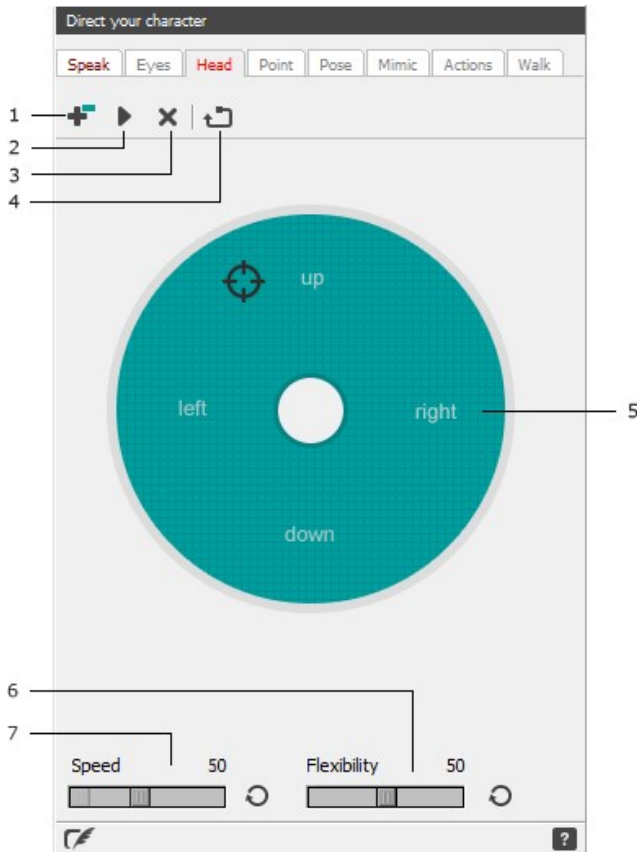 Direct your character
Speak Eyes Head Point Pose Mimic Actions Walk
1
2
3
4
up
left right 5
down
6
7
Speed 50 Flexibility 50
?